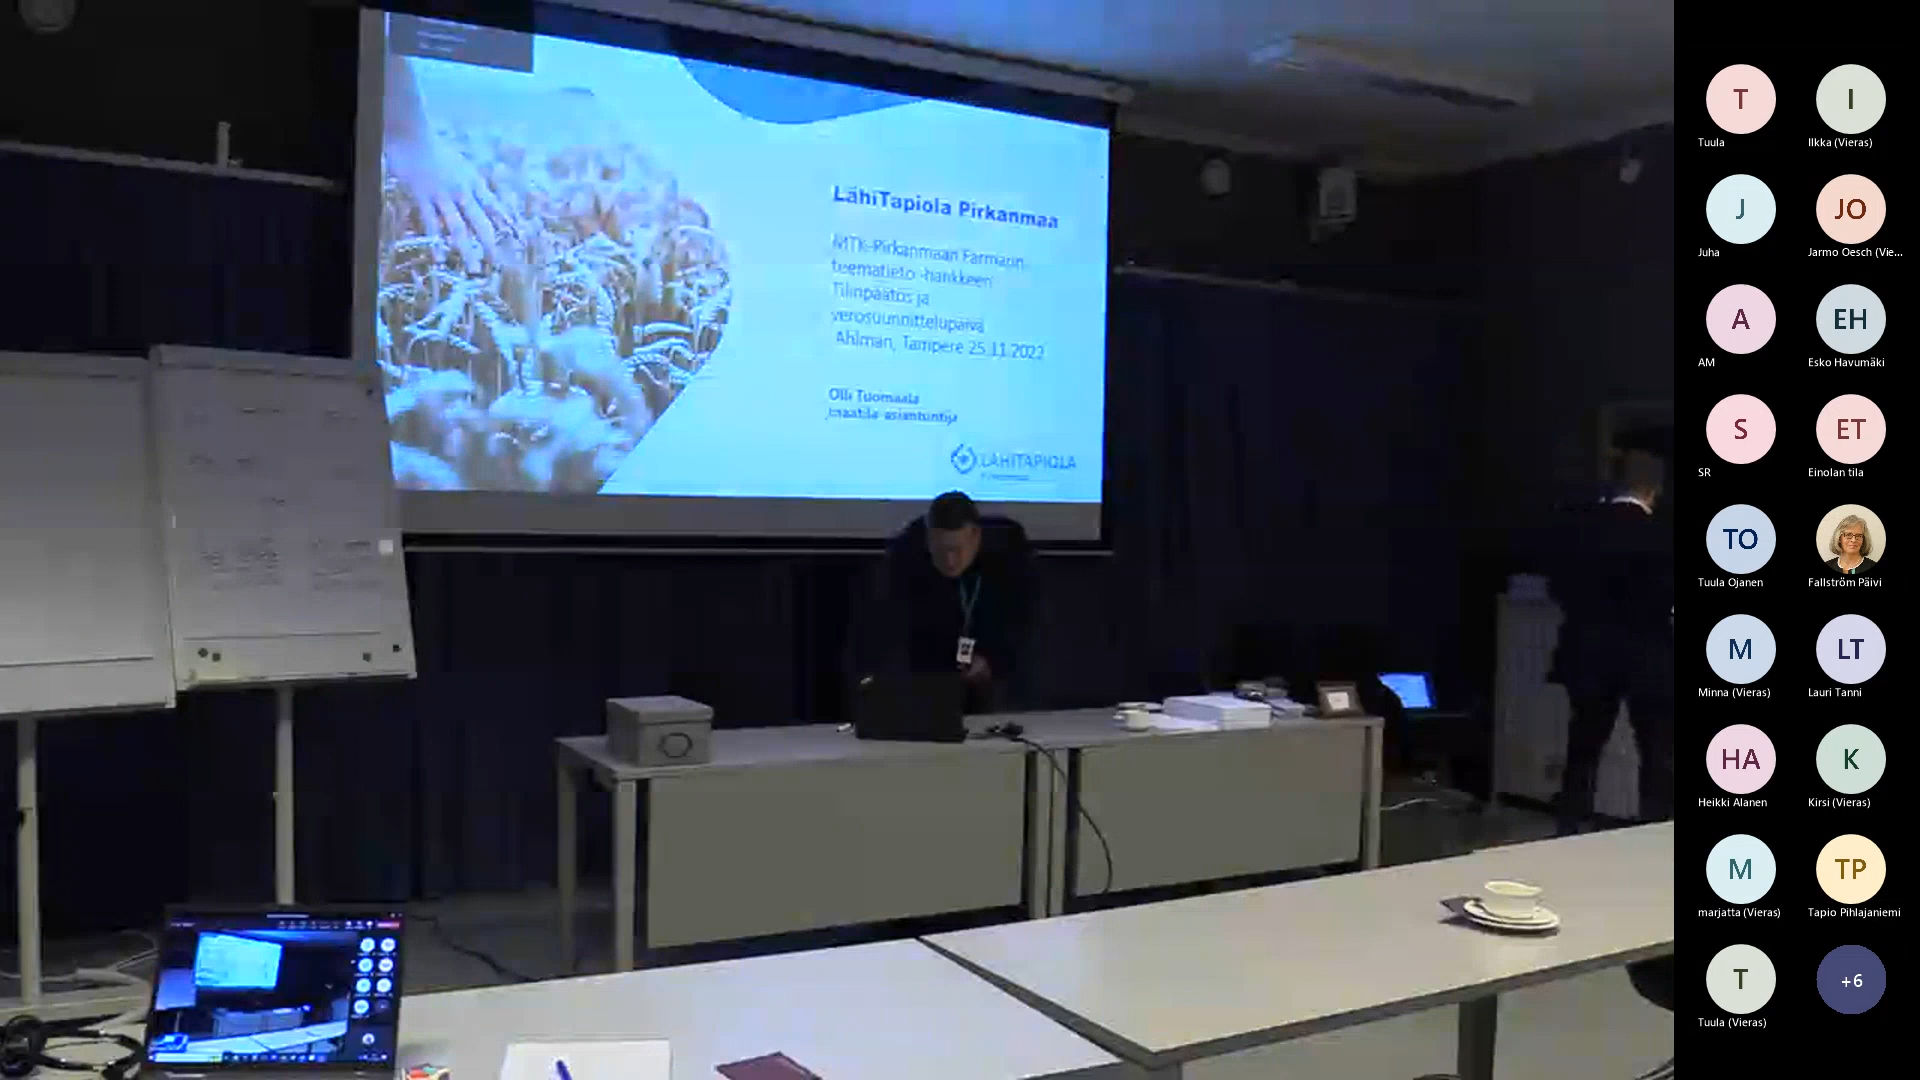 LähiTapiola Pirkanmaa
MTK-Pirkanmaan Farmarin
teematieto -hankkeen
Tilinpäätös ja
verosuunnittelupäivä
Ahlman, Tampere 25.11.2022
Olli Tuomaala
maatila-asiantuntija
LÄHITAPIOLA
T
Tuula
I
Ilkka (Vieras)
J
Juha
JO
Jarmo Oesch (Vie...
A
AM
EH
Esko Havumäki
S
SR
ET
Einolan tila
TO
Tuula Ojanen
Fallström Päivi
M
Minna (Vieras)
LT
Lauri Tanni
HA
Heikki Alanen
K
Kirsi (Vieras)
M
marjatta (Vieras)
TP
Tapio Pihlajaniemi
T
Tuula (Vieras)
+6